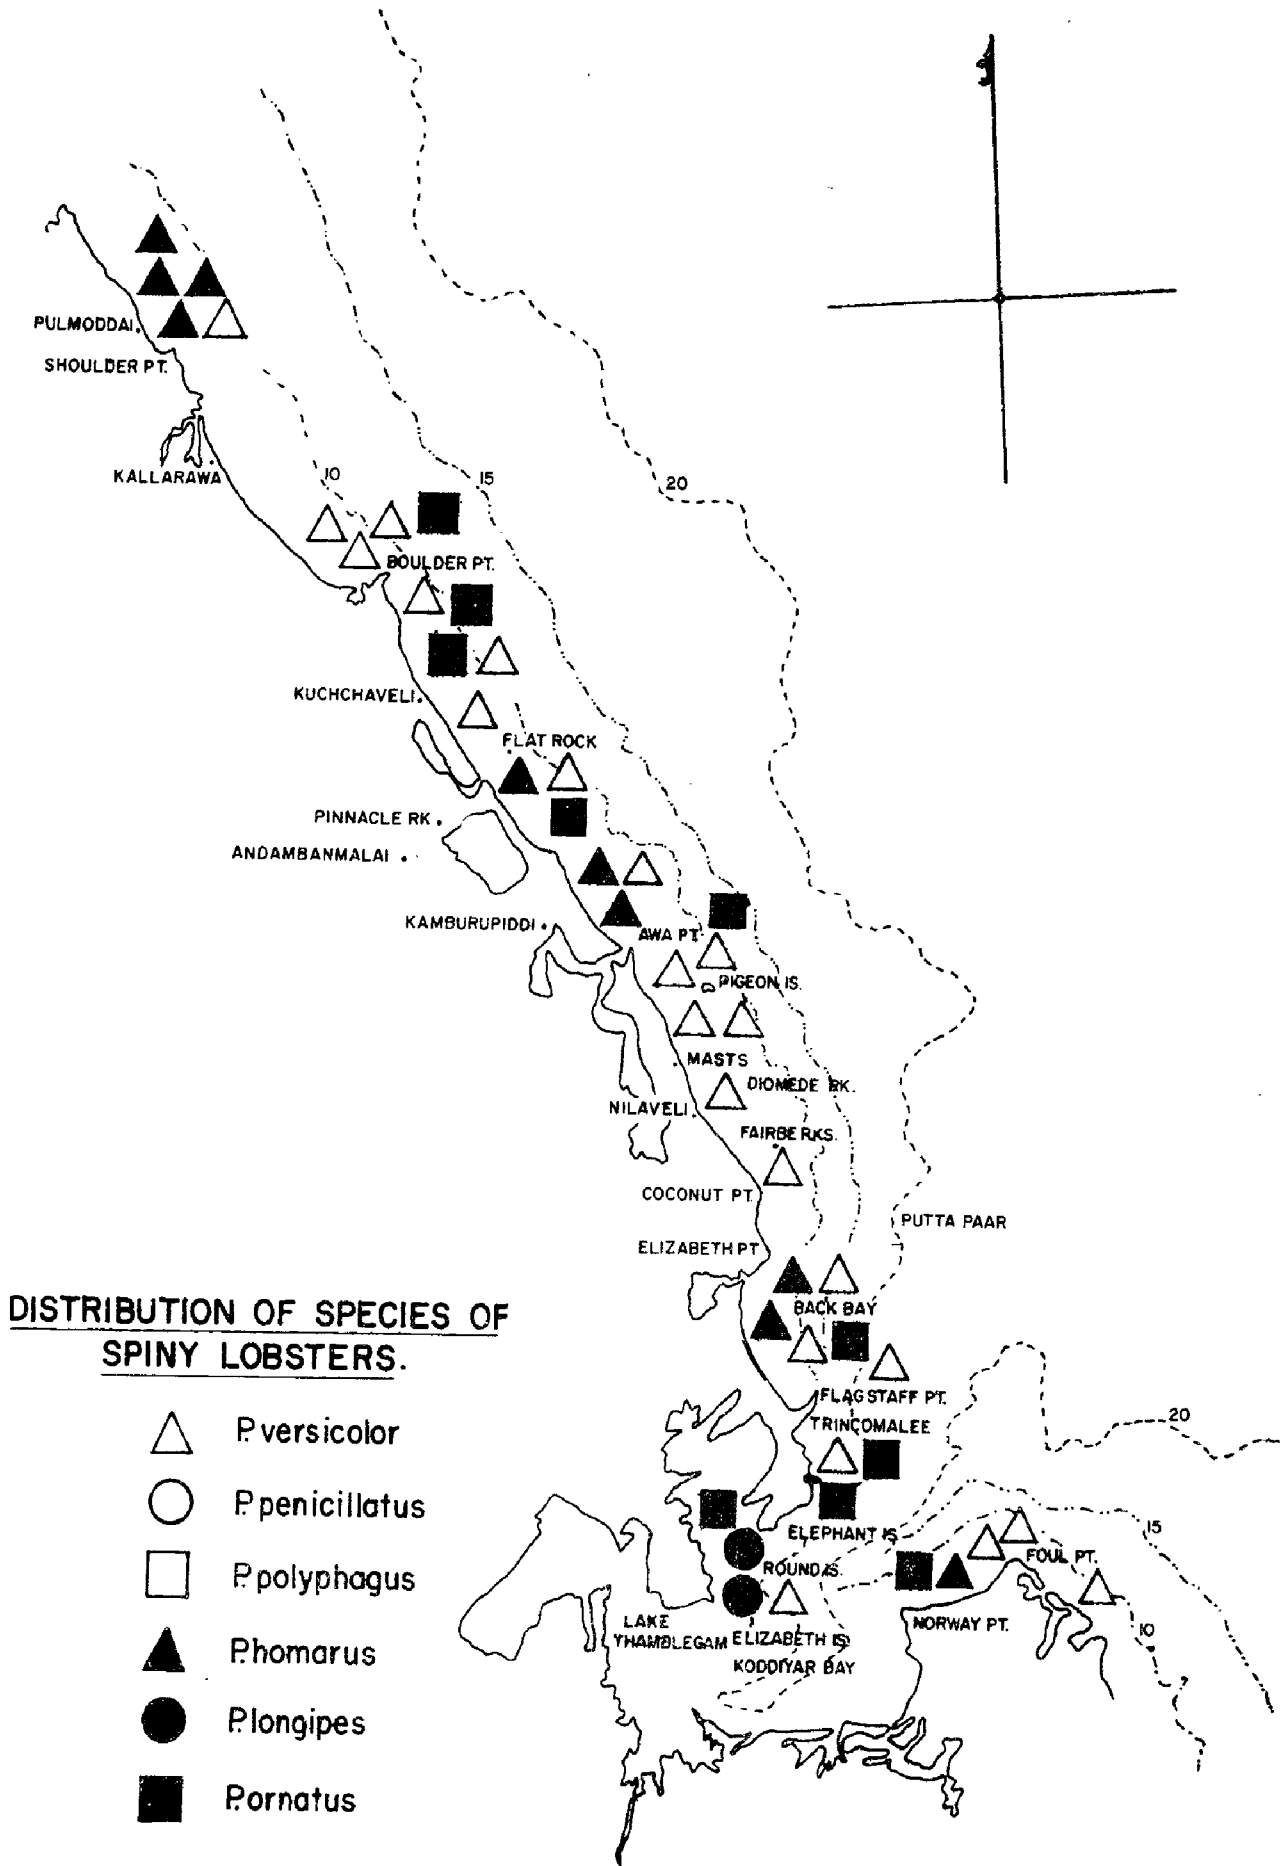 PULMODDAI.
SHOULDER PT.
KALLARAWA
10
15
20
BOULDER PT.
KUCHCHAVELI.
FLAT ROCK
PINNACLE RK.
ANDAMBANMALAI
KAMBURUPIDDI
AWA PT.
PIGEON IS.
MASTS
DIOMEDE RK.
NILAVELI.
FAIRBE RKS.
COCONUT PT.
PUTTA PAAR
ELIZABETH PT
BACK BAY
FLAGSTAFF PT.
TRINCOMALEE
20
ELEPHANT IS.
15
FOUL PT.
ROUND IS.
NORWAY PT.
10
LAKE
THAMBLEGAM
ELIZABETH IS.
KODDIYAR BAY
DISTRIBUTION OF SPECIES OF
SPINY LOBSTERS.
P.versicolor
P.penicillatus
P.polyphagus
P.homarus
P.longipes
P.ornatus